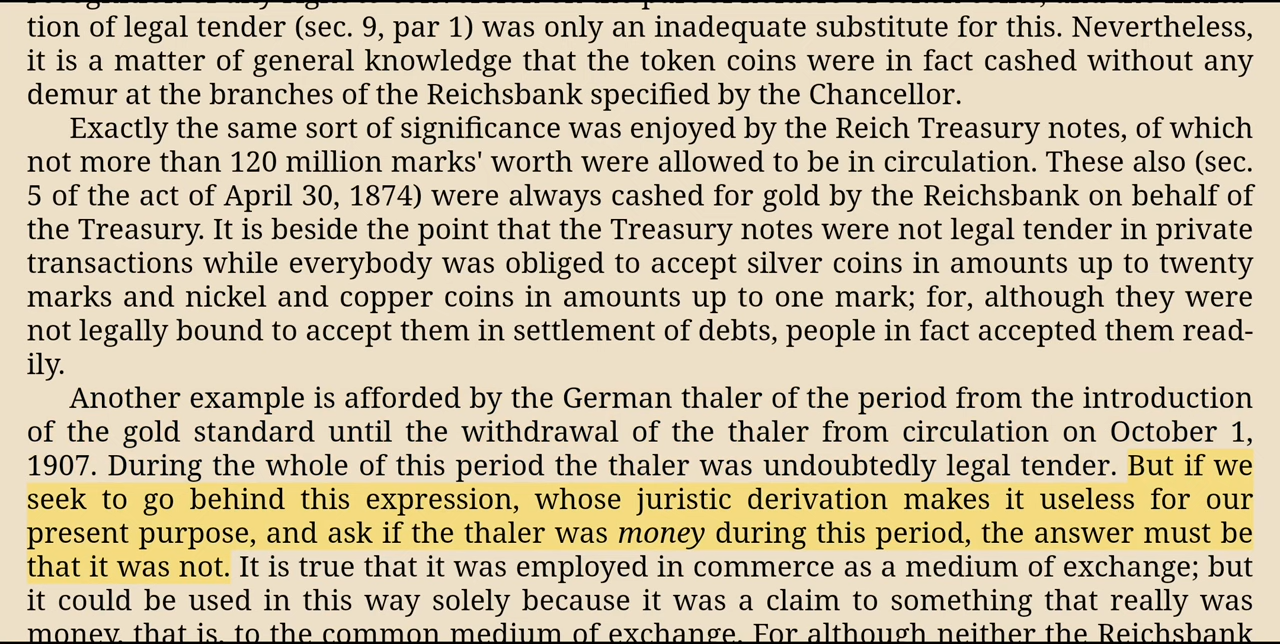 tion of legal tender (sec. 9, par 1) was only an inadequate substitute for this. Nevertheless,
it is a matter of general knowledge that the token coins were in fact cashed without any
demur at the branches of the Reichsbank specified by the Chancellor.
Exactly the same sort of significance was enjoyed by the Reich Treasury notes, of which
not more than 120 million marks' worth were allowed to be in circulation. These also (sec.
5 of the act of April 30, 1874) were always cashed for gold by the Reichsbank on behalf of
the Treasury. It is beside the point that the Treasury notes were not legal tender in private
transactions while everybody was obliged to accept silver coins in amounts up to twenty
marks and nickel and copper coins in amounts up to one mark; for, although they were
not legally bound to accept them in settlement of debts, people in fact accepted them read-
ily.
Another example is afforded by the German thaler of the period from the introduction
of the gold standard until the withdrawal of the thaler from circulation on October 1,
1907. During the whole of this period the thaler was undoubtedly legal tender. But if we
seek to go behind this expression, whose juristic derivation makes it useless for our
present purpose, and ask if the thaler was money during this period, the answer must be
that it was not. It is true that it was employed in commerce as a medium of exchange; but
it could be used in this way solely because it was a claim to something that really was
money, that is, to the common medium of exchange. For although neither the Reichsbank